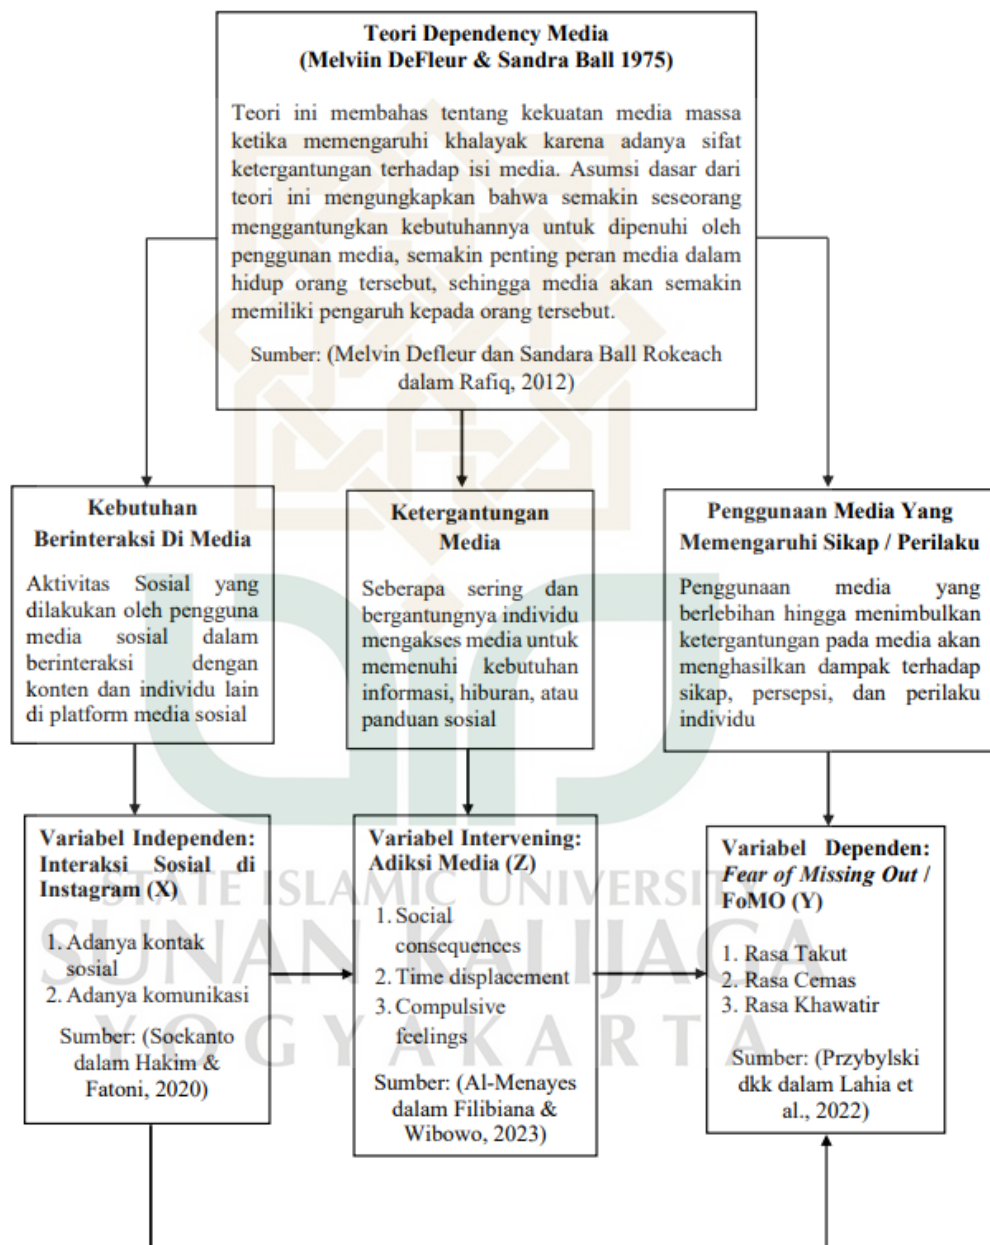 Teori Dependency Media
(Melviin DeFleur & Sandra Ball 1975)
Teori ini membahas tentang kekuatan media massa
ketika memengaruhi khalayak karena adanya sifat
ketergantungan terhadap isi media. Asumsi dasar dari
teori ini mengungkapkan bahwa semakin seseorang
menggantungkan kebutuhannya untuk dipenuhi oleh
penggunan media, semakin penting peran media dalam
hidup orang tersebut, sehingga media akan semakin
memiliki pengaruh kepada orang tersebut.
Sumber: (Melvin Defleur dan Sandara Ball Rokeach
dalam Rafiq, 2012)
Kebutuhan
Berinteraksi Di Media
Aktivitas Sosial yang
dilakukan oleh pengguna
media sosial dalam
berinteraksi dengan
konten dan individu lain
di platform media sosial
Ketergantungan
Media
Seberapa sering dan
bergantungnya individu
mengakses media untuk
memenuhi kebutuhan
informasi, hiburan, atau
panduan sosial
Penggunaan Media Yang
Memengaruhi Sikap / Perilaku
Penggunaan media yang
berlebihan hingga menimbulkan
ketergantungan pada media akan
menghasilkan dampak terhadap
sikap, persepsi, dan perilaku
individu
Variabel Independen:
Interaksi Sosial di
Instagram (X)
1. Adanya kontak
sosial
2. Adanya komunikasi
Sumber: (Soekanto
dalam Hakim &
Fatoni, 2020)
Variabel Intervening:
Adiksi Media (Z)
1. Social
consequences
2. Time displacement
3. Compulsive
feelings
Sumber: (Al-Menayes
dalam Filibiana &
Wibowo, 2023)
Variabel Dependen:
Fear of Missing Out /
FoMO (Y)
1. Rasa Takut
2. Rasa Cemas
3. Rasa Khawatir
Sumber: (Przybylski
dkk dalam Lahia et
al., 2022)
STATE ISLAMIC UNIVERSITY
SUNAN KALIJAGA
YOGYAKARTA